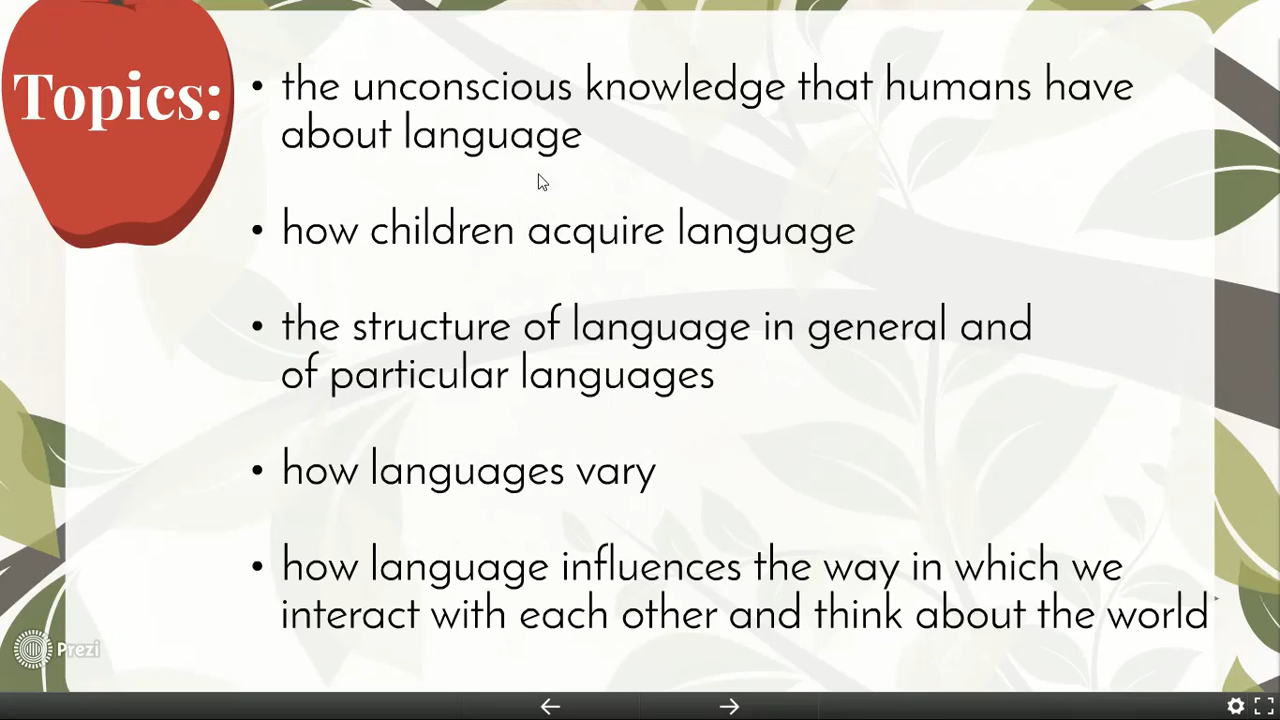 Topics:
• the unconscious knowledge that humans have
about language
• how children acquire language
• the structure of language in general and
of particular languages
• how languages vary
• how language influences the way in which we
interact with each other and think about the world
Prezi